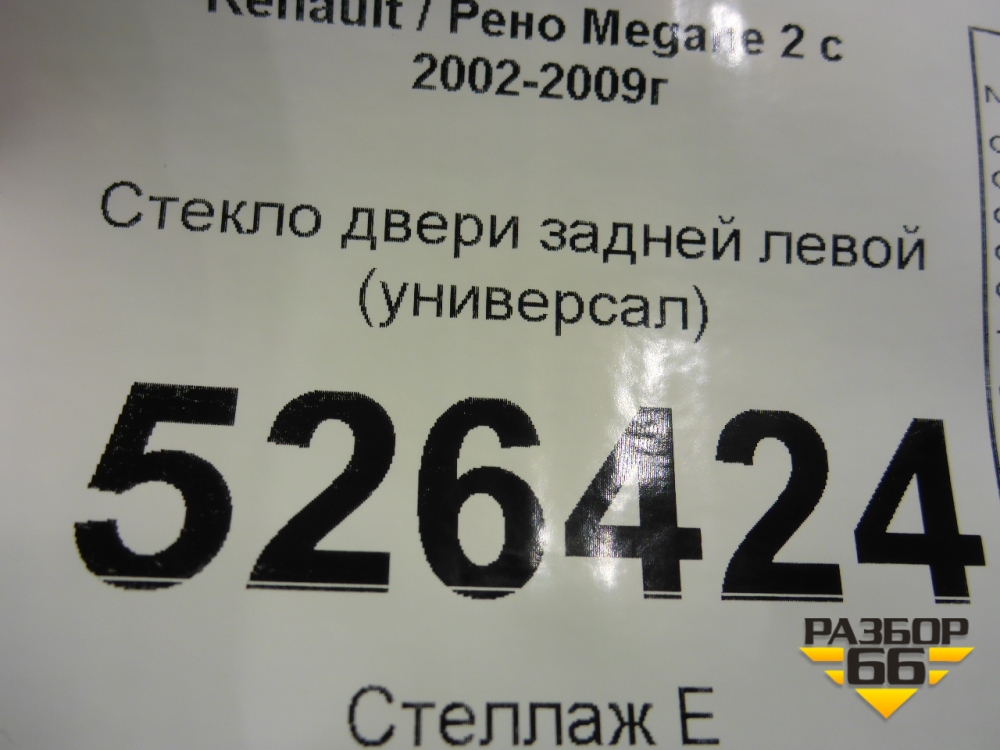 Renault / Рено Megane 2 с
2002-2009г
Стекло двери задней левой
(универсал)
526424
Стеллаж Е
РАЗБОР
66